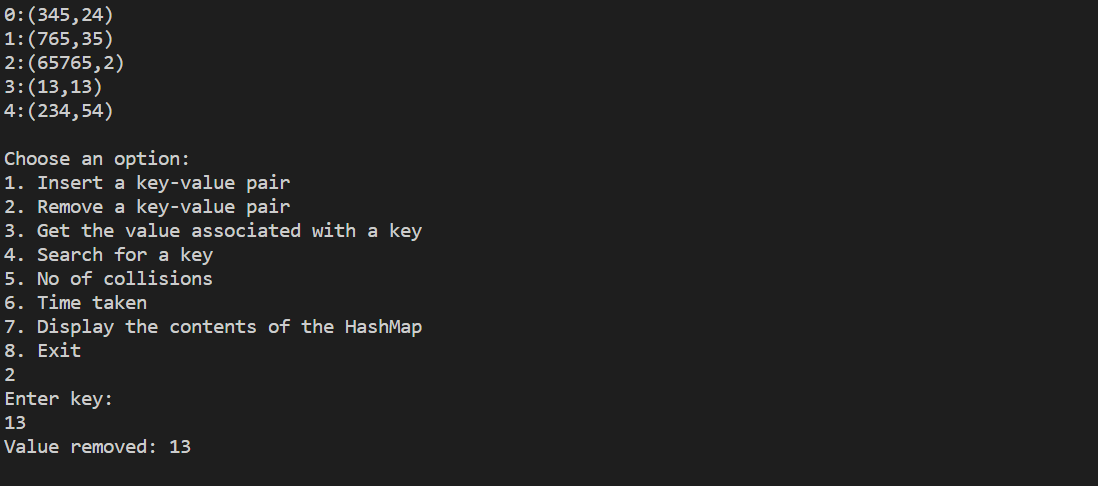 0:(345,24)
1:(765,35)
2:(65765,2)
3:(13,13)
4:(234,54)
Choose an option:
1. Insert a key-value pair
2. Remove a key-value pair
3. Get the value associated with a key
4. Search for a key
5. No of collisions
6. Time taken
7. Display the contents of the HashMap
8. Exit
2
Enter key:
13
Value removed: 13